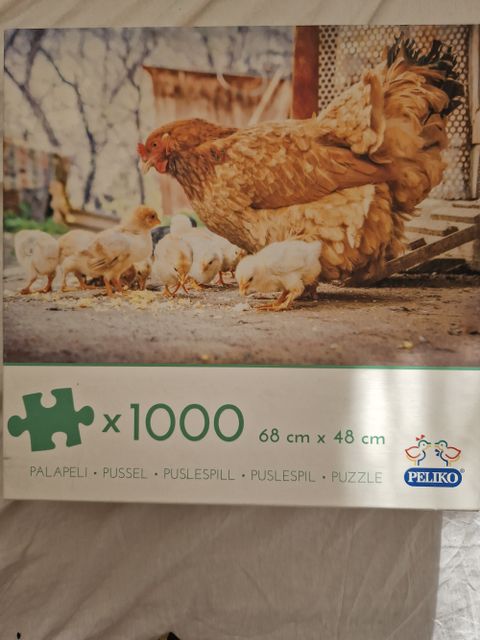 x 1000 68 cm x 48 cm
PALAPELI • PUSSEL • PUSLESPILL • PUSLESPIL • PUZZLE
PELIKO